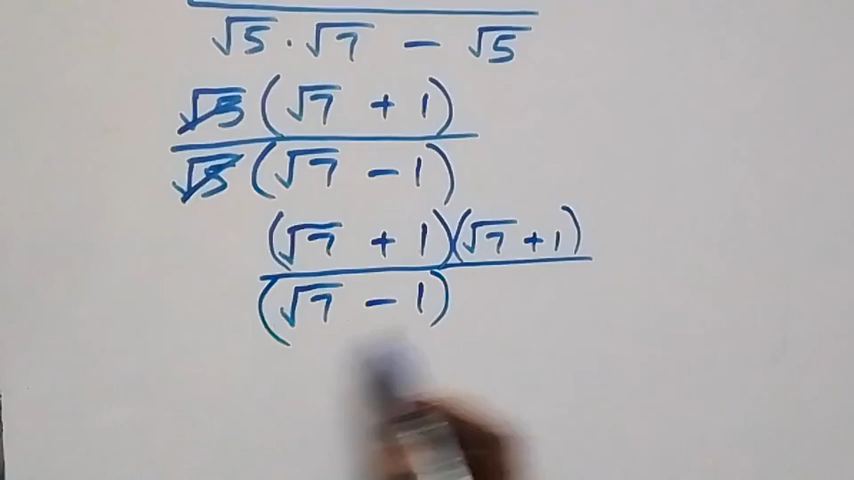 √5 · √7 − √5
√5 (√7 + 1)
√5 (√7 − 1)
(√7 + 1)(√7 + 1)
(√7 − 1)